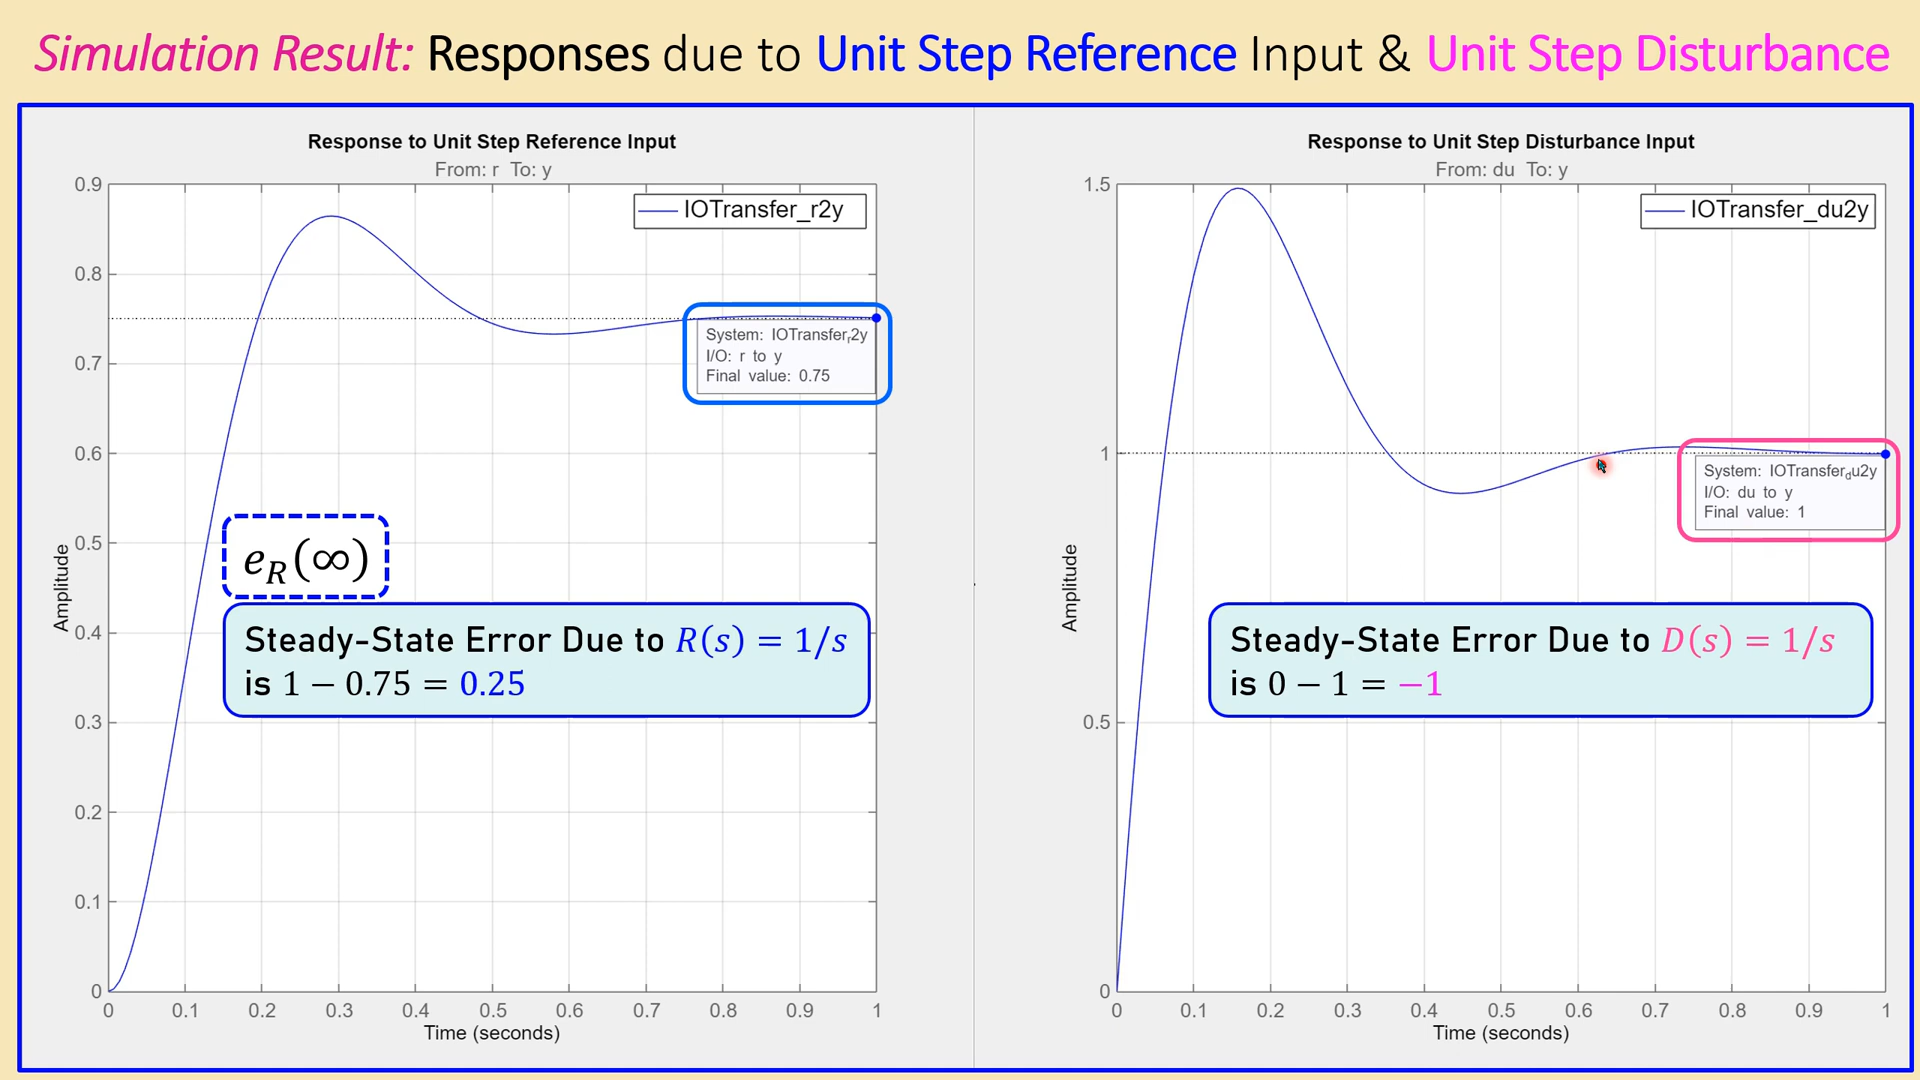 Simulation Result: Responses due to Unit Step Reference Input & Unit Step Disturbance
Response to Unit Step Reference Input
From: r To: y
IOTransfer_r2y
0.9
0.8
0.7
0.6
0.5
0.4
0.3
0.2
0.1
0
Amplitude
System: IOTransferᵣ2y
I/O: r to y
Final value: 0.75
e_R(∞)
Steady-State Error Due to R(s) = 1/s
is 1 − 0.75 = 0.25
0 0.1 0.2 0.3 0.4 0.5 0.6 0.7 0.8 0.9 1
Time (seconds)
Response to Unit Step Disturbance Input
From: du To: y
IOTransfer_du2y
1.5
1
0.5
0
Amplitude
System: IOTransfer_du2y
I/O: du to y
Final value: 1
Steady-State Error Due to D(s) = 1/s
is 0 − 1 = −1
0 0.1 0.2 0.3 0.4 0.5 0.6 0.7 0.8 0.9 1
Time (seconds)